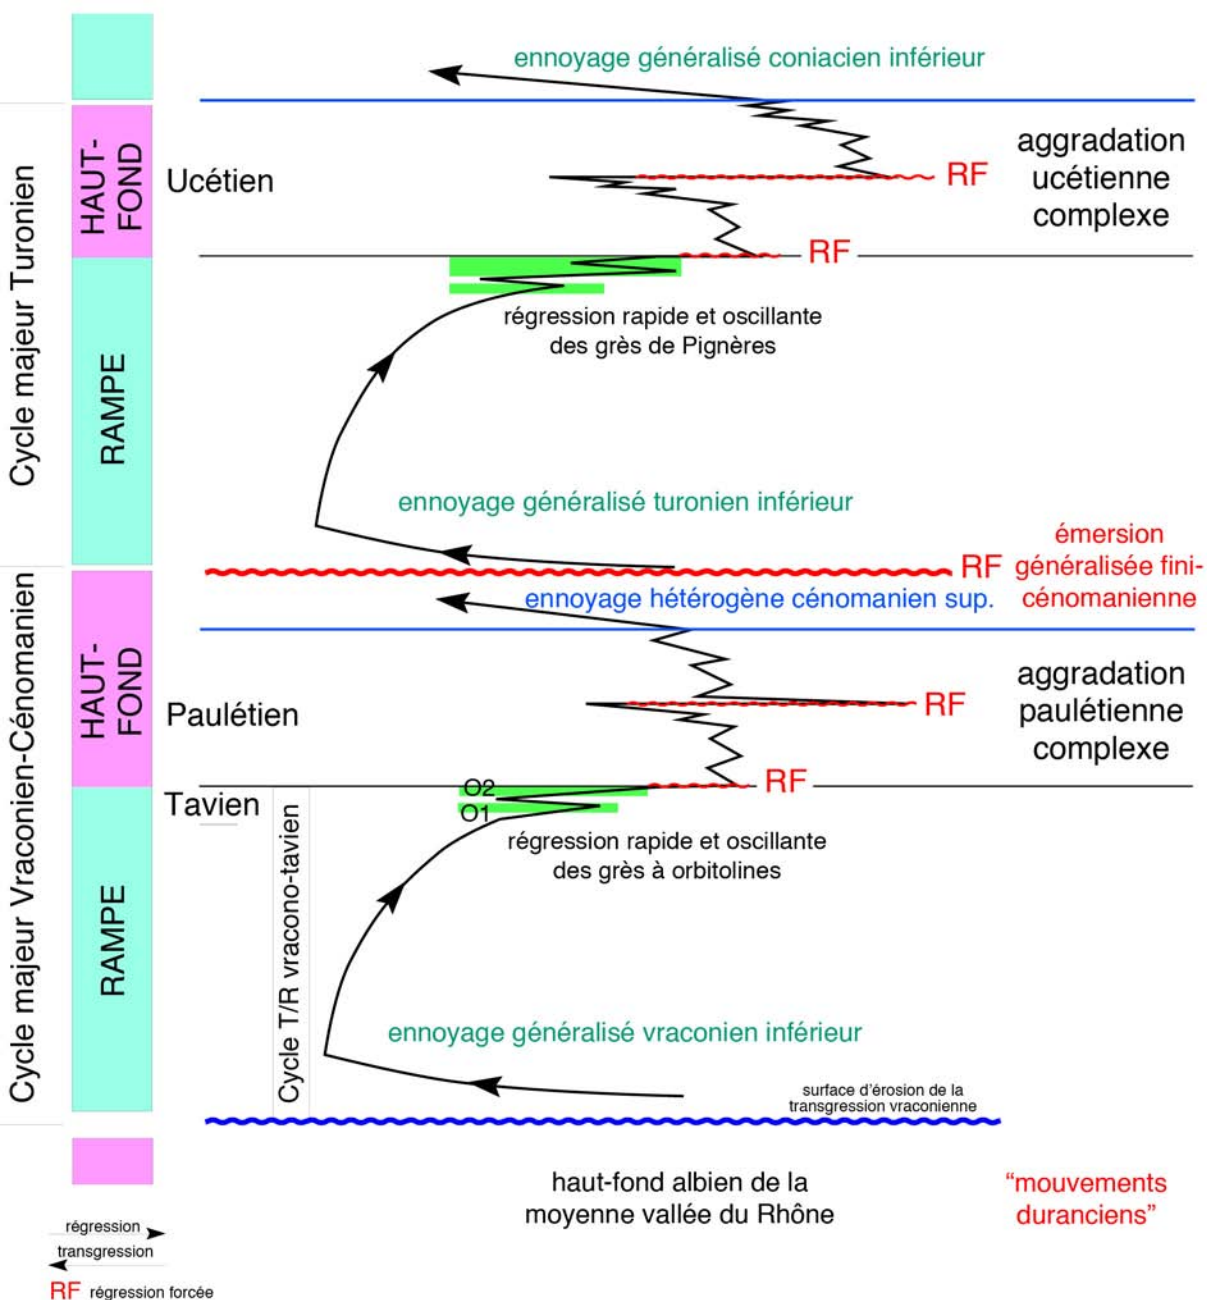 ennoyage généralisé coniacien inférieur
Cycle majeur Turonien
HAUT-
FOND
Ucétien
RF
aggradation
ucétienne
complexe
RF
RAMPE
régression rapide et oscillante
des grès de Pignères
ennoyage généralisé turonien inférieur
RF
émersion
généralisée fini-
cénomanienne
ennoyage hétérogène cénomanien sup.
Cycle majeur Vraconien-Cénomanien
HAUT-
FOND
Paulétien
RF
aggradation
paulétienne
complexe
RF
Tavien
O2
O1
régression rapide et oscillante
des grès à orbitolines
RAMPE
Cycle T/R vracono-tavien
ennoyage généralisé vraconien inférieur
surface d’érosion de la
transgression vraconienne
haut-fond albien de la
moyenne vallée du Rhône
“mouvements
duranciens”
régression
transgression
RF régression forcée